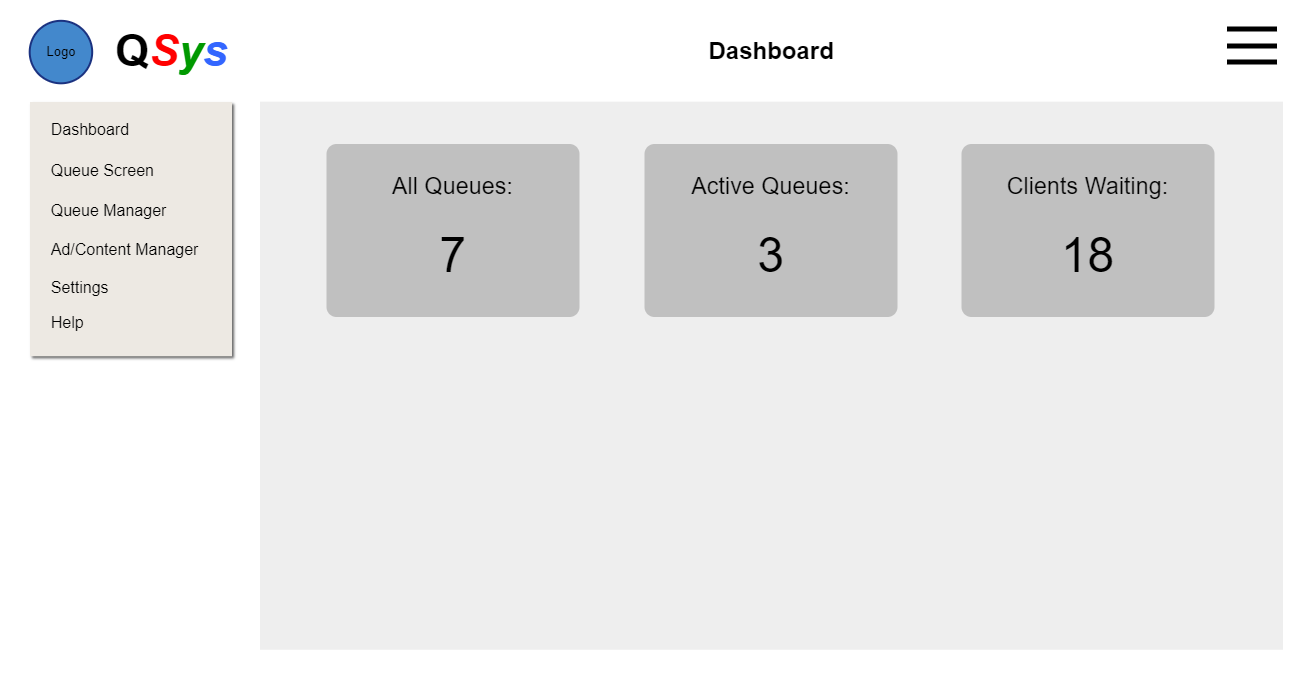 Logo
QSys
Dashboard
Dashboard
Queue Screen
Queue Manager
Ad/Content Manager
Settings
Help
All Queues:
7
Active Queues:
3
Clients Waiting:
18